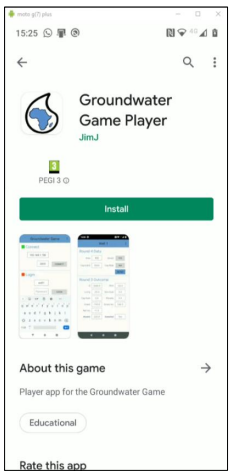 moto g(7) plus
15:25
4G
Groundwater
Game Player
JimJ
3
PEGI 3
Install
About this game
Player app for the Groundwater Game
Educational
Rate this app